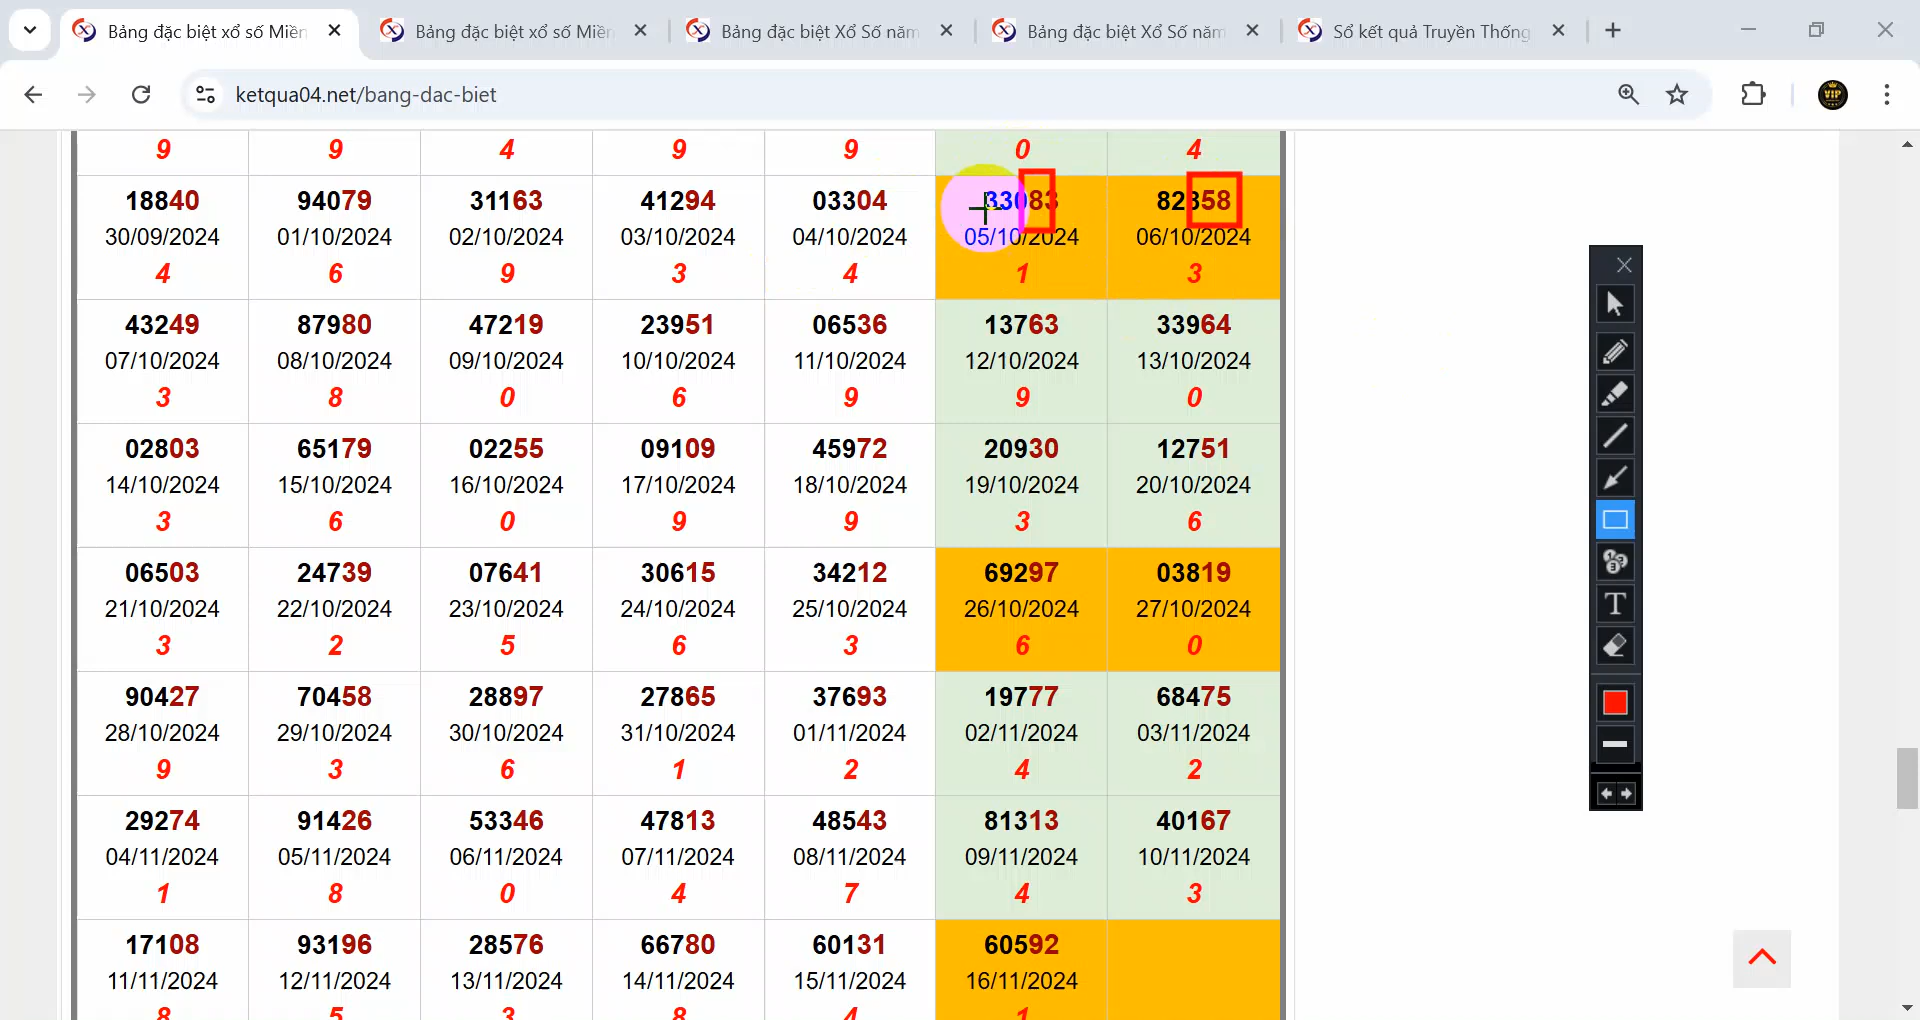 Bảng đặc biệt xổ số Miền
Bảng đặc biệt xổ số Miền
Bảng đặc biệt Xổ Số năm
Bảng đặc biệt Xổ Số năm
Sổ kết quả Truyền Thống
ketqua04.net/bang-dac-biet
VIP
9 9 4 9 9 0 4
18840 94079 31163 41294 03304 33083 82358
30/09/2024 01/10/2024 02/10/2024 03/10/2024 04/10/2024 05/10/2024 06/10/2024
4 6 9 3 4 1 3
43249 87980 47219 23951 06536 13763 33964
07/10/2024 08/10/2024 09/10/2024 10/10/2024 11/10/2024 12/10/2024 13/10/2024
3 8 0 6 9 9 0
02803 65179 02255 09109 45972 20930 12751
14/10/2024 15/10/2024 16/10/2024 17/10/2024 18/10/2024 19/10/2024 20/10/2024
3 6 0 9 9 3 6
06503 24739 07641 30615 34212 69297 03819
21/10/2024 22/10/2024 23/10/2024 24/10/2024 25/10/2024 26/10/2024 27/10/2024
3 2 5 6 3 6 0
90427 70458 28897 27865 37693 19777 68475
28/10/2024 29/10/2024 30/10/2024 31/10/2024 01/11/2024 02/11/2024 03/11/2024
9 3 6 1 2 4 2
29274 91426 53346 47813 48543 81313 40167
04/11/2024 05/11/2024 06/11/2024 07/11/2024 08/11/2024 09/11/2024 10/11/2024
1 8 0 4 7 4 3
17108 93196 28576 66780 60131 60592
11/11/2024 12/11/2024 13/11/2024 14/11/2024 15/11/2024 16/11/2024
8 5 3 8 4 1
T